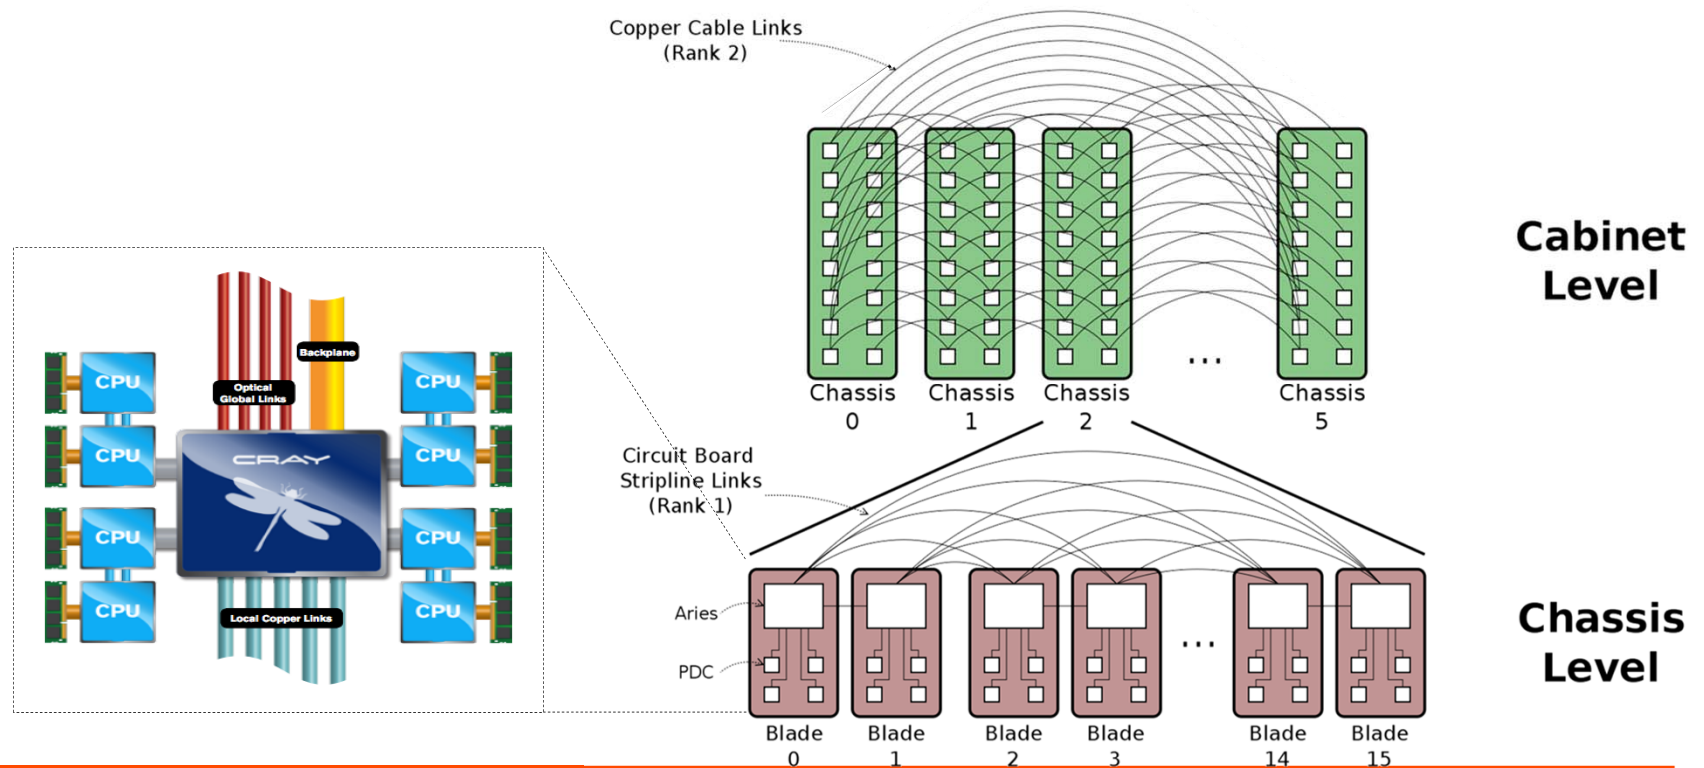 Copper Cable Links
(Rank 2)
Cabinet
Level
...
Chassis Chassis Chassis Chassis
0 1 2 5
Circuit Board
Stripline Links
(Rank 1)
Optical
Global Links
Backplane
CPU CPU
CPU CPU
CRAY
CPU CPU
CPU CPU
Local Copper Links
Aries
PDC
...
Chassis
Level
Blade Blade Blade Blade Blade Blade
0 1 2 3 14 15